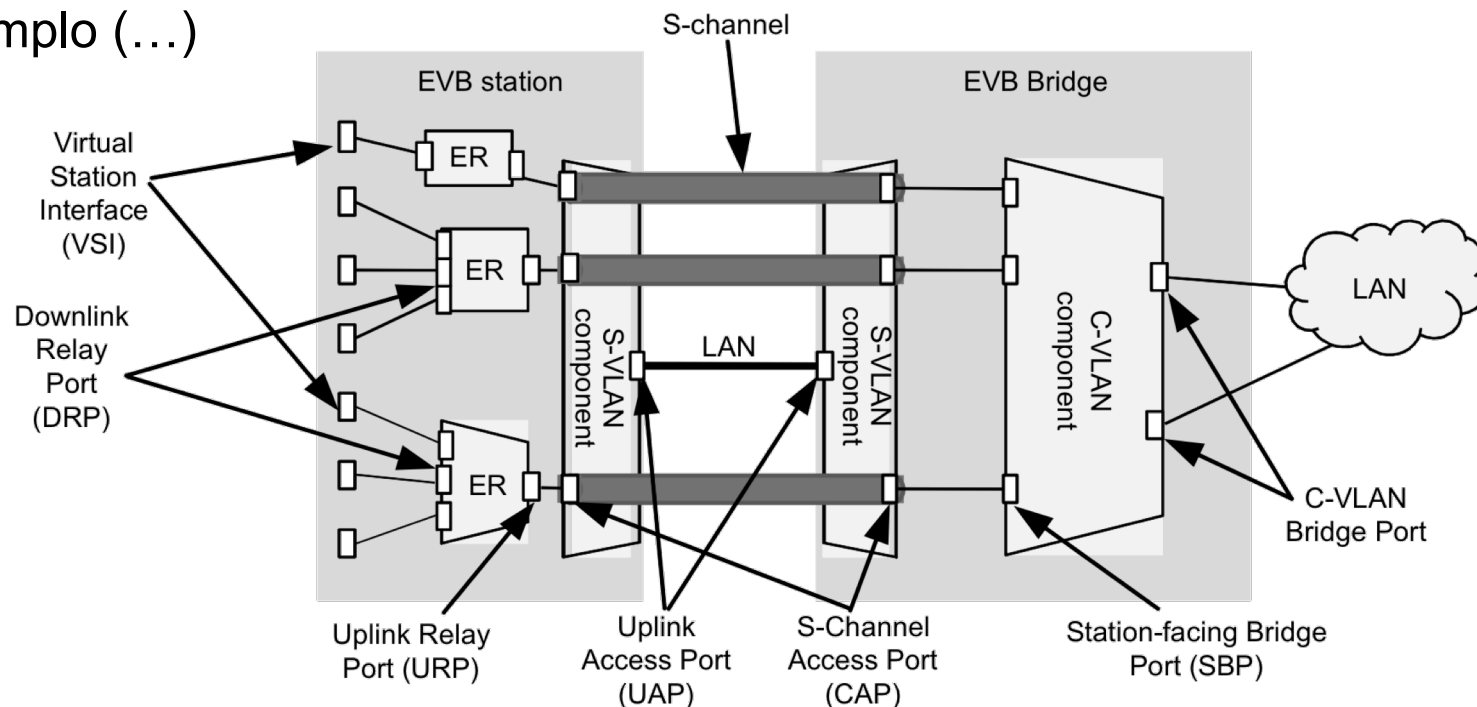 mplo (…)
S-channel
EVB station
EVB Bridge
Virtual
Station
Interface
(VSI)
ER
ER
Downlink
Relay
Port
(DRP)
S-VLAN
component
LAN
S-VLAN
component
C-VLAN
component
LAN
ER
C-VLAN
Bridge Port
Uplink Relay
Port (URP)
Uplink
Access Port
(UAP)
S-Channel
Access Port
(CAP)
Station-facing Bridge
Port (SBP)